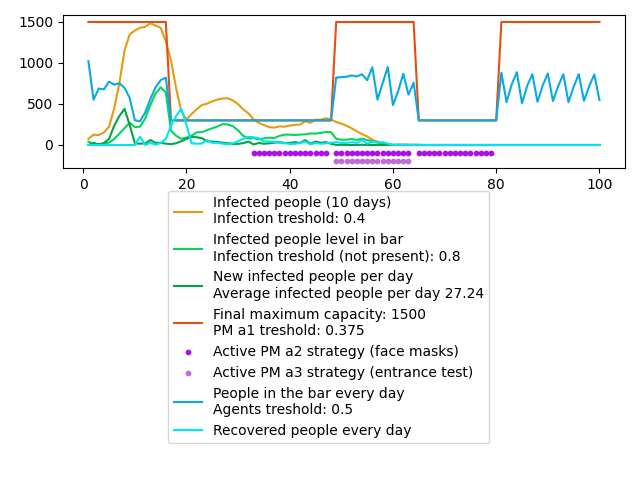 1500
1000
500
0
0 20 40 60 80 100
Infected people (10 days)
Infection treshold: 0.4
Infected people level in bar
Infection treshold (not present): 0.8
New infected people per day
Average infected people per day 27.24
Final maximum capacity: 1500
PM a1 treshold: 0.375
Active PM a2 strategy (face masks)
Active PM a3 strategy (entrance test)
People in the bar every day
Agents treshold: 0.5
Recovered people every day